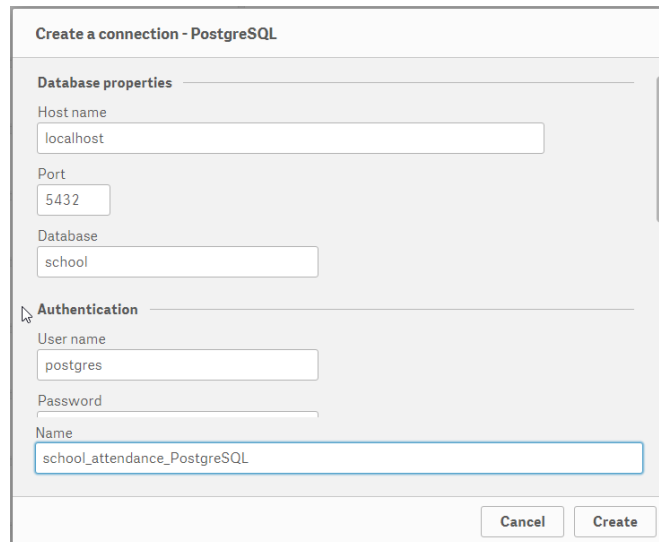 Create a connection - PostgreSQL
Database properties
Host name
localhost
Port
5432
Database
school
Authentication
User name
postgres
Password
Name
school_attendance_PostgreSQL
Cancel Create